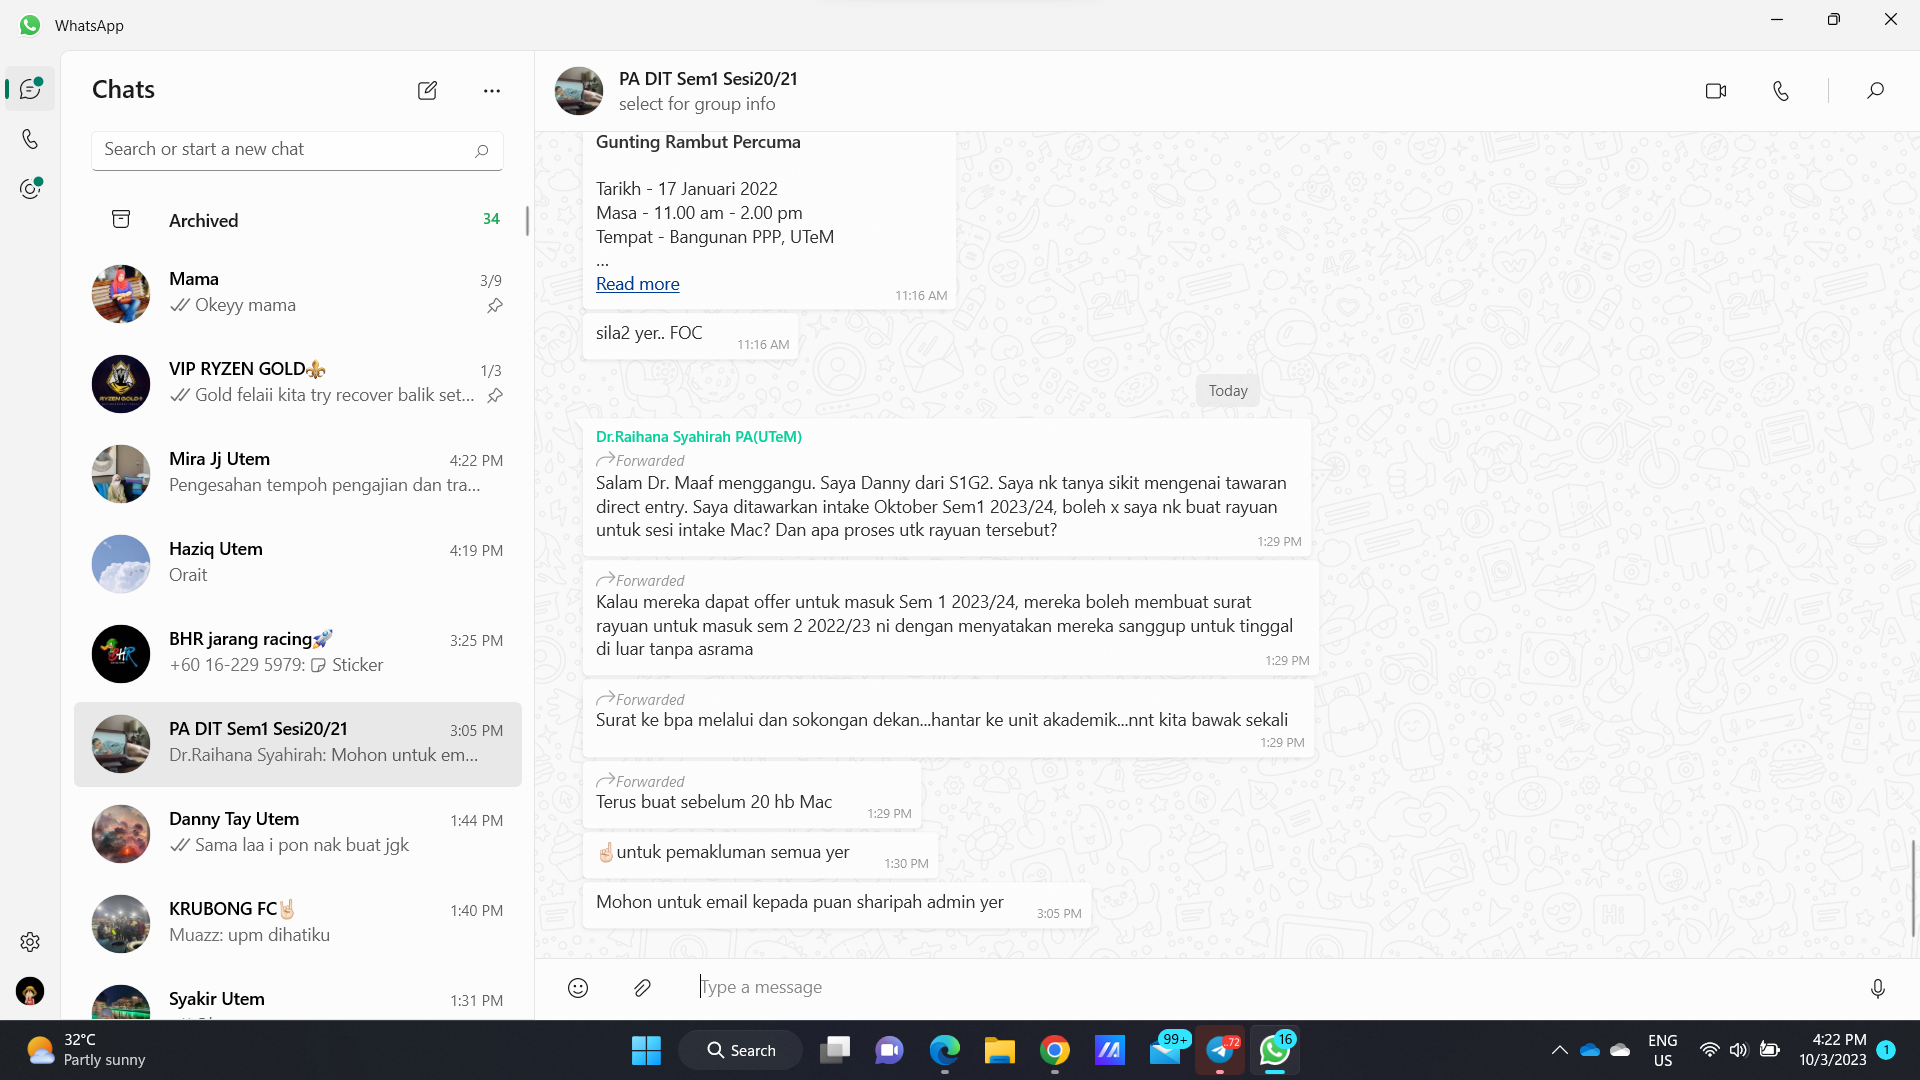 WhatsApp
Chats
Search or start a new chat
Archived 34
Mama 3/9
Okeyy mama
VIP RYZEN GOLD⚜️ 1/3
Gold felaii kita try recover balik set...
Mira Jj Utem 4:22 PM
Pengesahan tempoh pengajian dan tra...
Haziq Utem 4:19 PM
Orait
BHR jarang racing🚀 3:25 PM
+60 16-229 5979: Sticker
PA DIT Sem1 Sesi20/21 3:05 PM
Dr.Raihana Syahirah: Mohon untuk em...
Danny Tay Utem 1:44 PM
Sama laa i pon nak buat jgk
KRUBONG FC🤘🏻 1:40 PM
Muazz: upm dihatiku
Syakir Utem 1:31 PM
PA DIT Sem1 Sesi20/21
select for group info
Gunting Rambut Percuma
Tarikh - 17 Januari 2022
Masa - 11.00 am - 2.00 pm
Tempat - Bangunan PPP, UTeM
...
Read more
11:16 AM
sila2 yer.. FOC
11:16 AM
Today
Dr.Raihana Syahirah PA(UTeM)
Forwarded
Salam Dr. Maaf menggangu. Saya Danny dari S1G2. Saya nk tanya sikit mengenai tawaran
direct entry. Saya ditawarkan intake Oktober Sem1 2023/24, boleh x saya nk buat rayuan
untuk sesi intake Mac? Dan apa proses utk rayuan tersebut?
1:29 PM
Forwarded
Kalau mereka dapat offer untuk masuk Sem 1 2023/24, mereka boleh membuat surat
rayuan untuk masuk sem 2 2022/23 ni dengan menyatakan mereka sanggup untuk tinggal
di luar tanpa asrama
1:29 PM
Forwarded
Surat ke bpa melalui dan sokongan dekan...hantar ke unit akademik...nnt kita bawak sekali
1:29 PM
Forwarded
Terus buat sebelum 20 hb Mac
1:29 PM
☝🏻untuk pemakluman semua yer
1:30 PM
Mohon untuk email kepada puan sharipah admin yer
3:05 PM
Type a message
32°C
Partly sunny
Search
99+
72
16
ENG
US
4:22 PM
10/3/2023
1